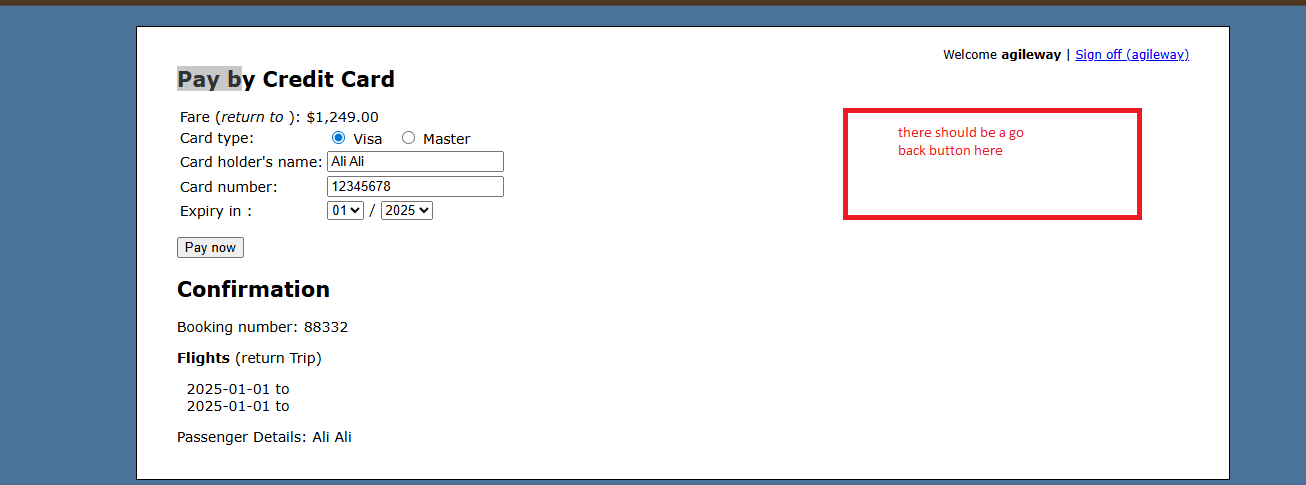 Welcome agileway | Sign off (agileway)
Pay by Credit Card
Fare (return to ): $1,249.00
Card type: Visa Master
Card holder's name: Ali Ali
Card number: 12345678
Expiry in : 01 / 2025
there should be a go
back button here
Pay now
Confirmation
Booking number: 88332
Flights (return Trip)
2025-01-01 to
2025-01-01 to
Passenger Details: Ali Ali